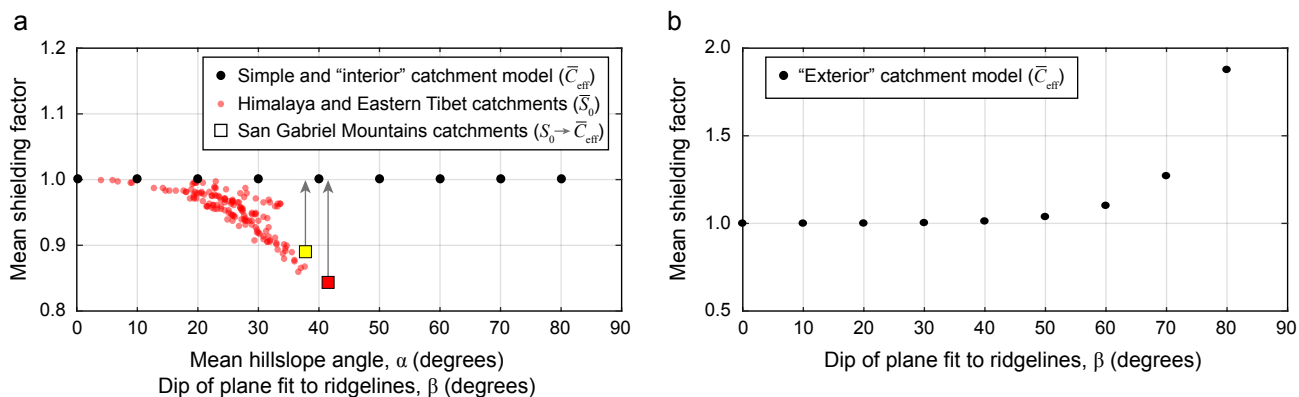 a
1.2
1.1
1.0
0.9
0.8
Mean shielding factor
Simple and “interior” catchment model (C̅eff)
Himalaya and Eastern Tibet catchments (S̅0)
San Gabriel Mountains catchments (S0→ C̅eff)
0 10 20 30 40 50 60 70 80 90
Mean hillslope angle, α (degrees)
Dip of plane fit to ridgelines, β (degrees)
b
2.0
1.5
1.0
0.5
Mean shielding factor
“Exterior” catchment model (C̅eff)
0 10 20 30 40 50 60 70 80 90
Dip of plane fit to ridgelines, β (degrees)